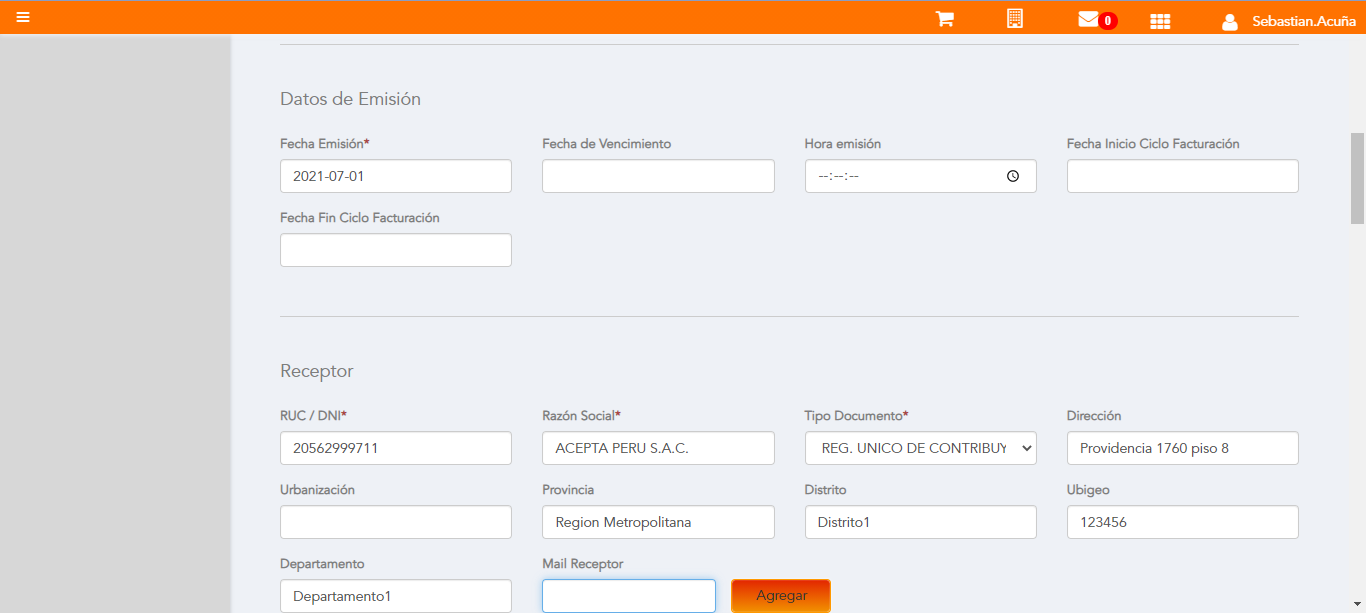 0 Sebastian.Acuña
Datos de Emisión
Fecha Emisión* Fecha de Vencimiento Hora emisión Fecha Inicio Ciclo Facturación
2021-07-01 --:--:--
Fecha Fin Ciclo Facturación
Receptor
RUC / DNI* Razón Social* Tipo Documento* Dirección
20562999711 ACEPTA PERU S.A.C. REG. UNICO DE CONTRIBUY Providencia 1760 piso 8
Urbanización Provincia Distrito Ubigeo
Region Metropolitana Distrito1 123456
Departamento Mail Receptor
Departamento1 Agregar